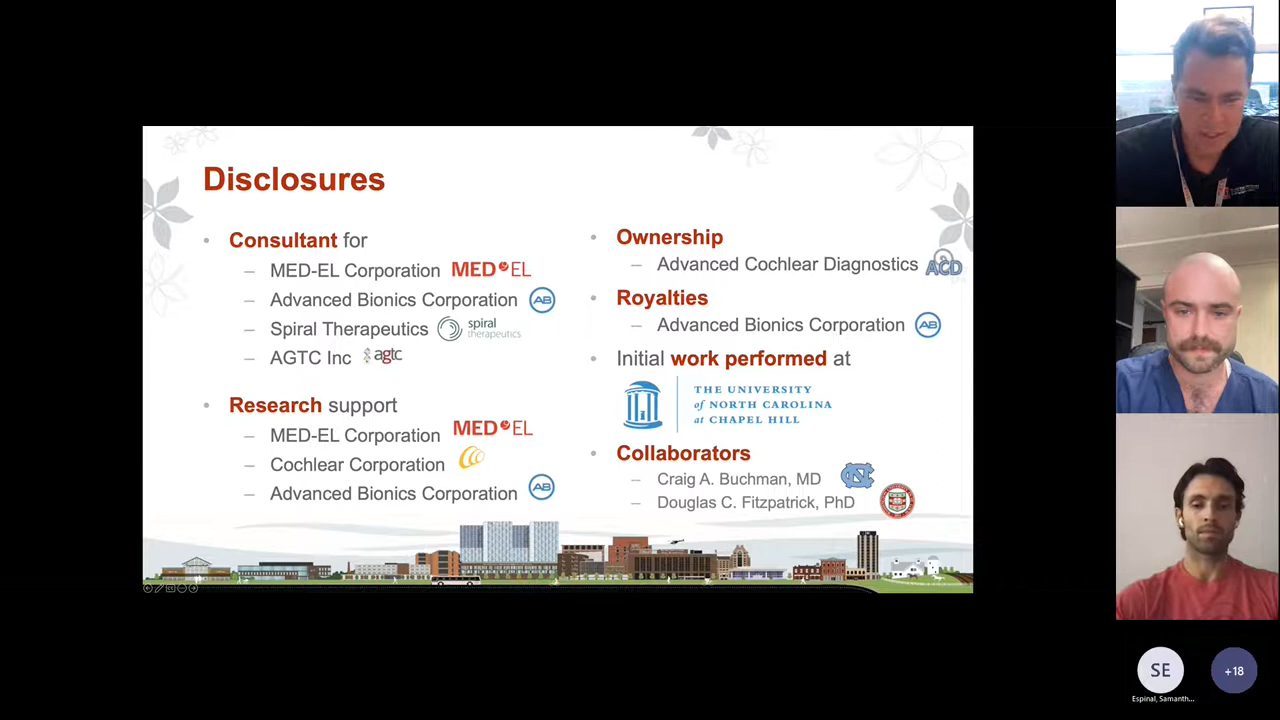 Disclosures
• Consultant for
– MED-EL Corporation MED-EL
– Advanced Bionics Corporation AB
– Spiral Therapeutics spiral therapeutics
– AGTC Inc agtc
• Research support
– MED-EL Corporation MED-EL
– Cochlear Corporation
– Advanced Bionics Corporation AB
• Ownership
– Advanced Cochlear Diagnostics ACD
• Royalties
– Advanced Bionics Corporation AB
• Initial work performed at
THE UNIVERSITY
of NORTH CAROLINA
at CHAPEL HILL
• Collaborators
– Craig A. Buchman, MD
– Douglas C. Fitzpatrick, PhD
SE
+18
Espinal, Samanth...